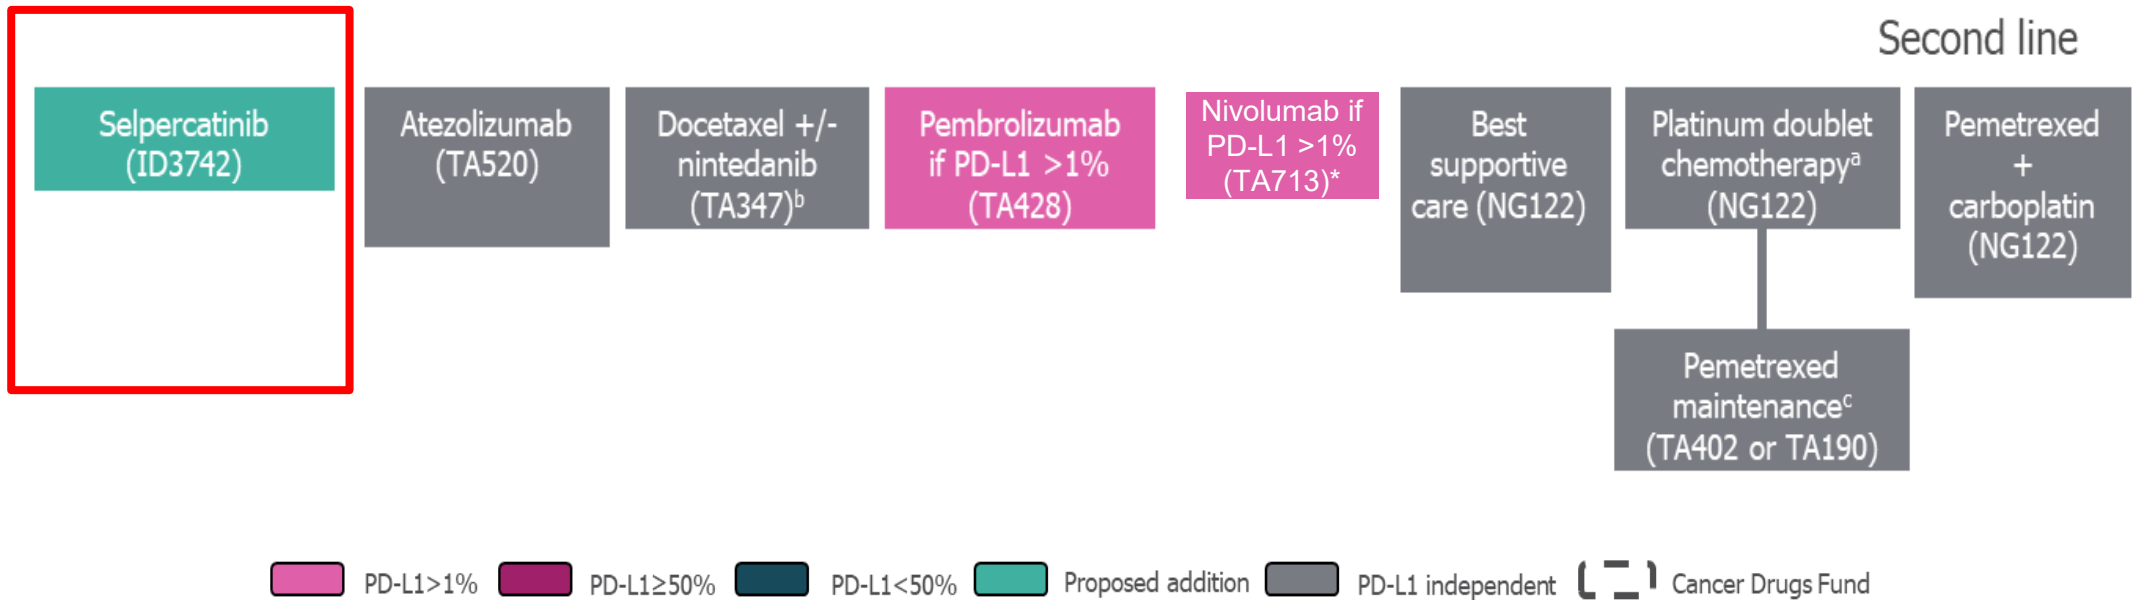 Second line
Selpercatinib
(ID3742)
Atezolizumab
(TA520)
Docetaxel +/-
nintedanib
(TA347)ᵇ
Pembrolizumab
if PD-L1 >1%
(TA428)
Nivolumab if
PD-L1 >1%
(TA713)*
Best
supportive
care (NG122)
Platinum doublet
chemotherapyᵃ
(NG122)
Pemetrexed
+
carboplatin
(NG122)
Pemetrexed
maintenanceᶜ
(TA402 or TA190)
PD-L1>1%
PD-L1≥50%
PD-L1<50%
Proposed addition
PD-L1 independent
Cancer Drugs Fund